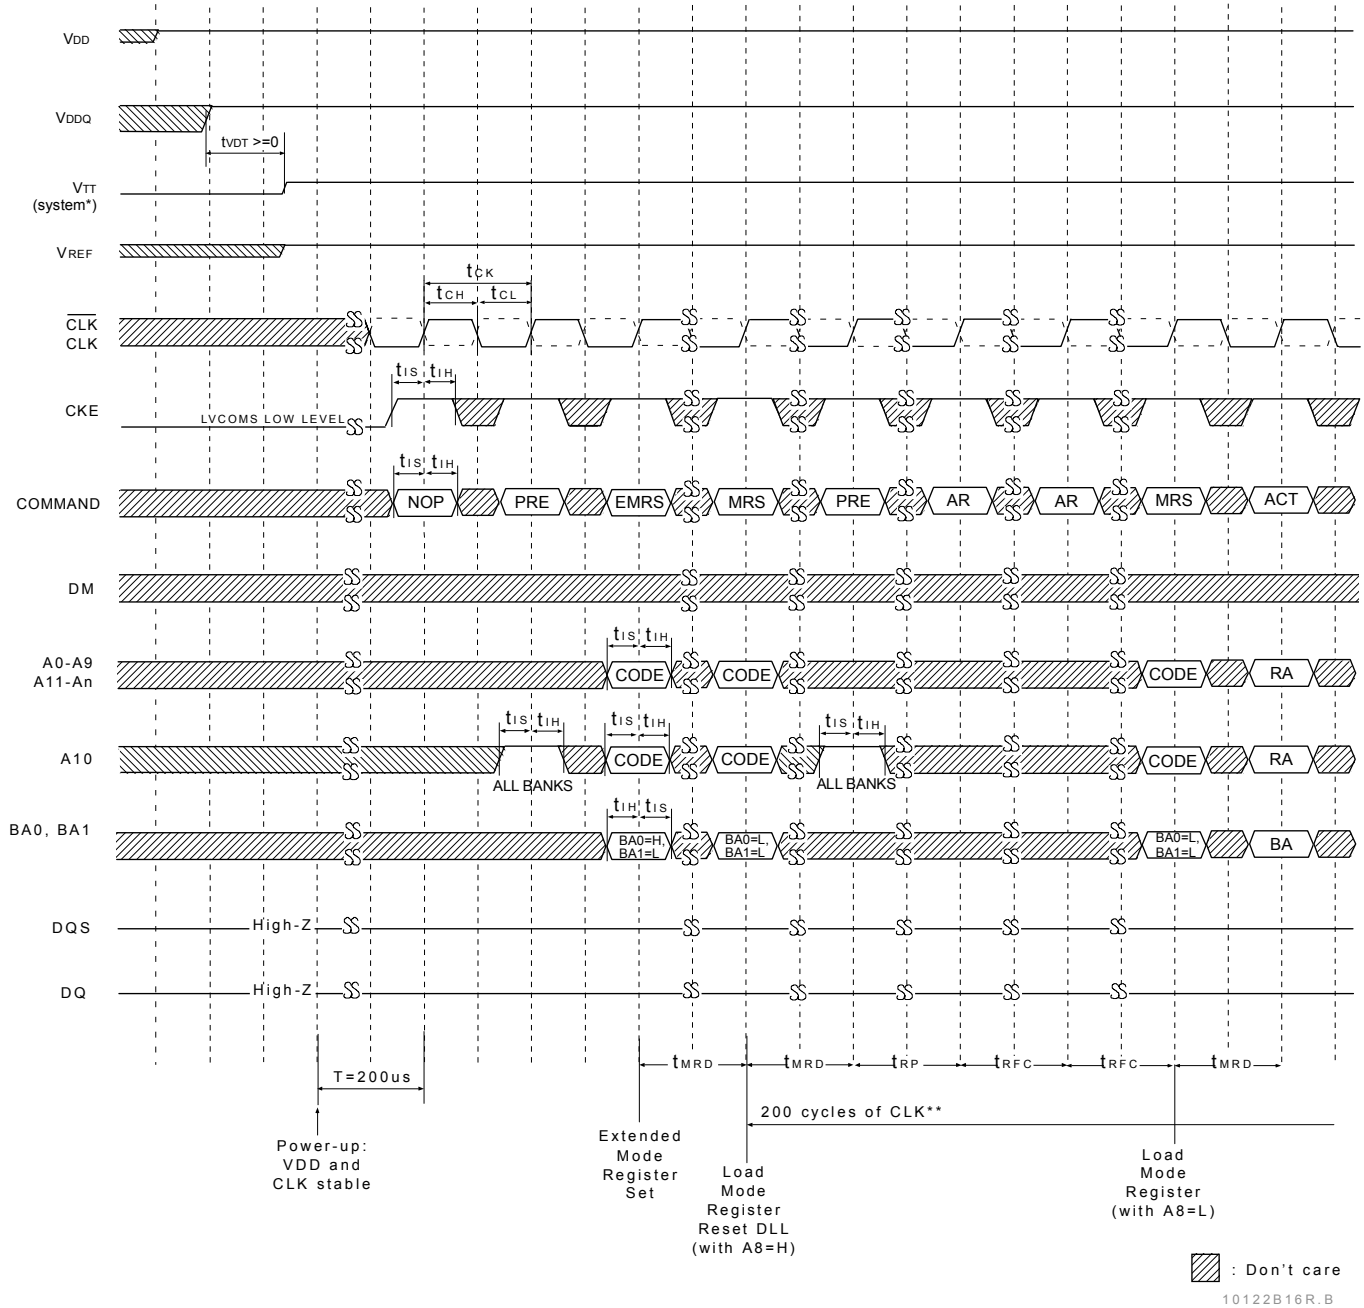 VDD
VDDQ
tVDT >=0
VTT
(system*)
VREF
tCK
tCH tCL
CLK
CLK
tIS tIH
CKE
LVCOMS LOW LEVEL
tIS tIH
COMMAND NOP PRE EMRS MRS PRE AR AR MRS ACT
DM
tIS tIH
A0-A9
A11-An
CODE CODE CODE RA
tIS tIH tIS tIH tIS tIH
A10 CODE CODE CODE RA
ALL BANKS ALL BANKS
tIH tIS
BA0, BA1
BA0=H, BA0=L, BA0=L,
BA1=L BA1=L BA1=L BA
DQS High-Z
DQ High-Z
tMRD tMRD tRP tRFC tRFC tMRD
T=200us
200 cycles of CLK**
Power-up:
VDD and
CLK stable
Extended
Mode
Register
Set
Load
Mode
Register
Reset DLL
(with A8=H)
Load
Mode
Register
(with A8=L)
: Don't care
10122B16R.B